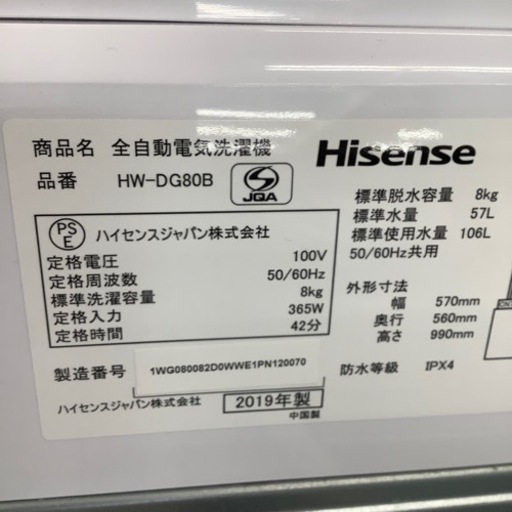 商品名 全自動電気洗濯機
品番 HW-DG80B
JQA
Hisense
PS
E
ハイセンスジャパン株式会社
定格電圧 100V
定格周波数 50/60Hz
標準洗濯容量 8kg
定格入力 365W
定格時間 42分
標準脱水容量 8kg
標準水量 57L
標準使用水量 106L
50/60Hz共用
外形寸法
幅 570mm
奥行 560mm
高さ 990mm
製造番号 1WG080082D0WWE1PN120070
防水等級 IPX4
ハイセンスジャパン株式会社
2019年製
中国製